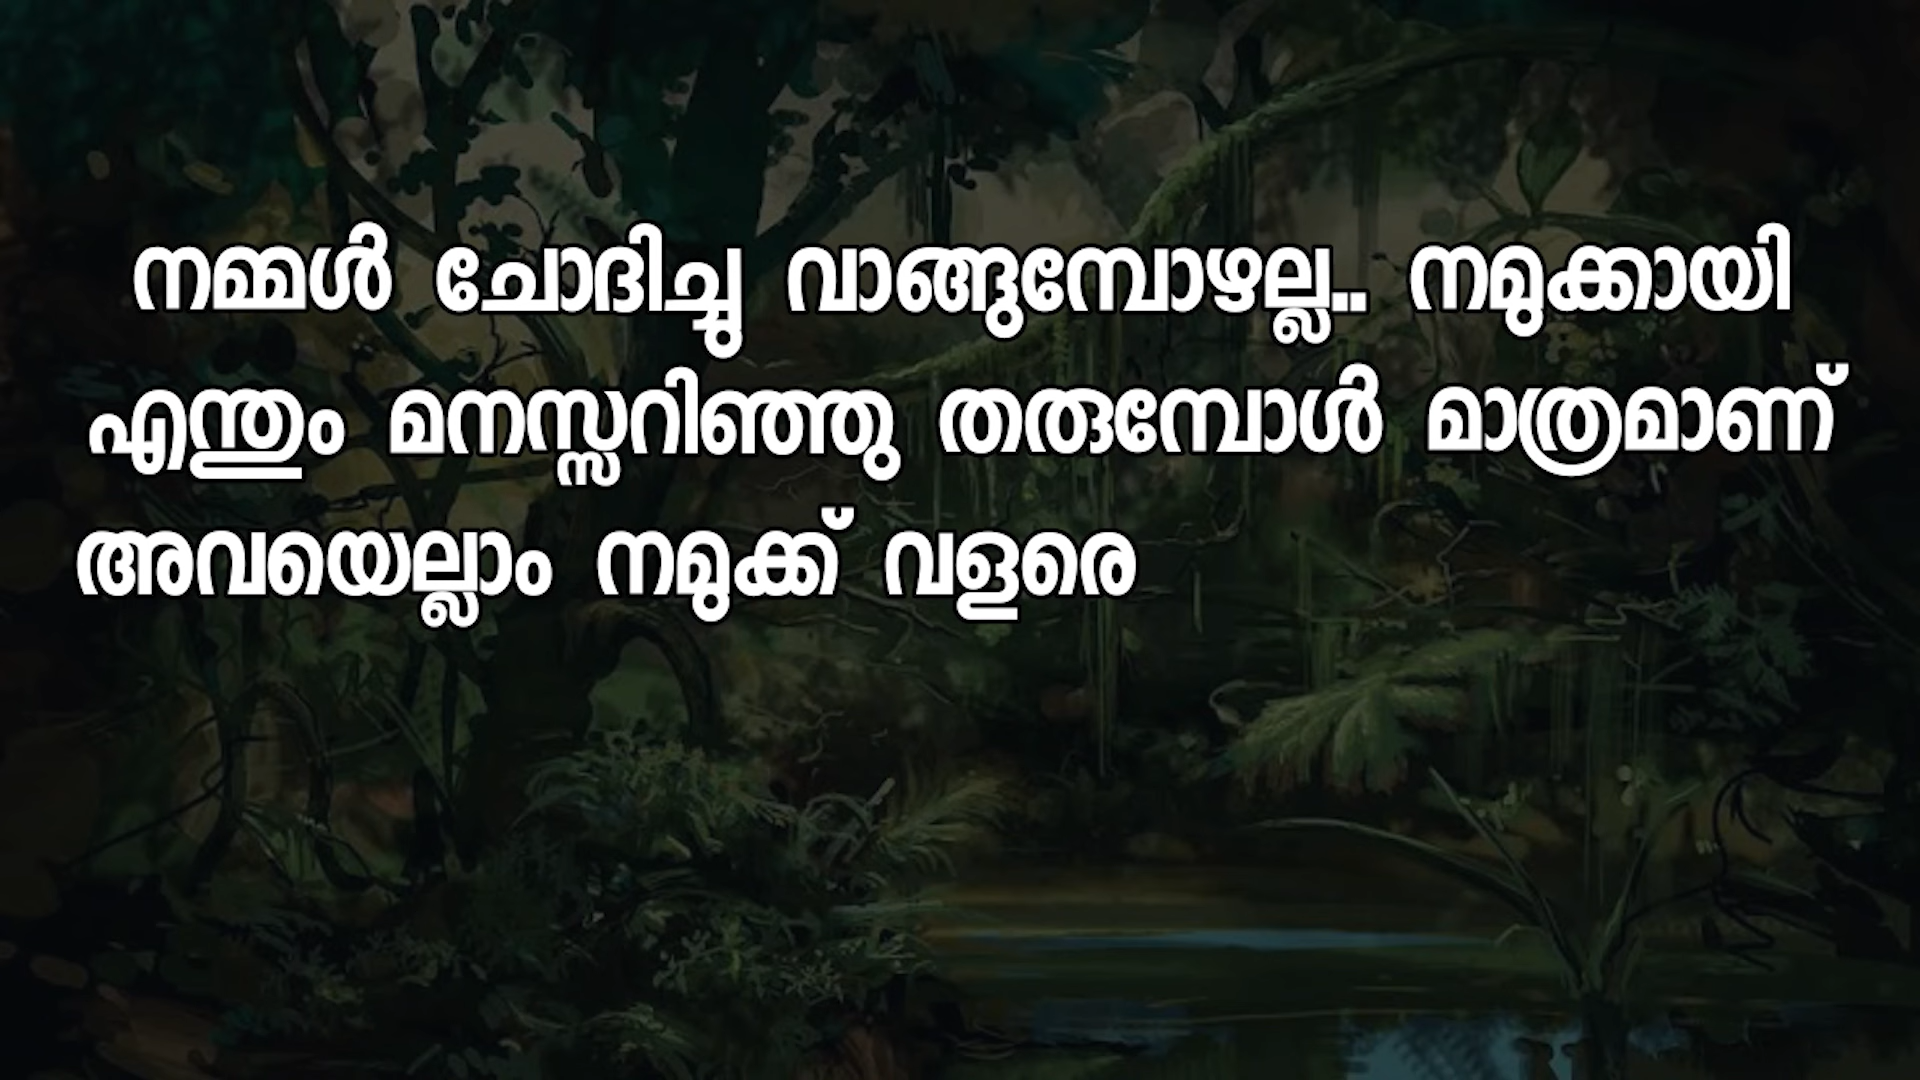 നമ്മൾ ചോദിച്ചു വാങ്ങുമ്പോഴല്ല.. നമുക്കായി
എന്തും മനസ്സറിഞ്ഞു തരുമ്പോൾ മാത്രമാണ്
അവയെല്ലാം നമുക്ക് വളരെ